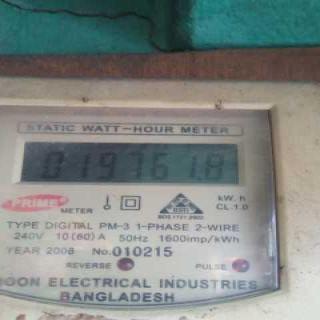 STATIC WATT-HOUR METER
019761.8
PRIME METER kW. h
CL.1.0
TYPE DIGITAL PM-3 1-PHASE 2-WIRE
240V 10(60)A 50Hz 1600imp/kWh
YEAR 2008 No.010215
REVERSE PULSE
OON ELECTRICAL INDUSTRIES
BANGLADESH